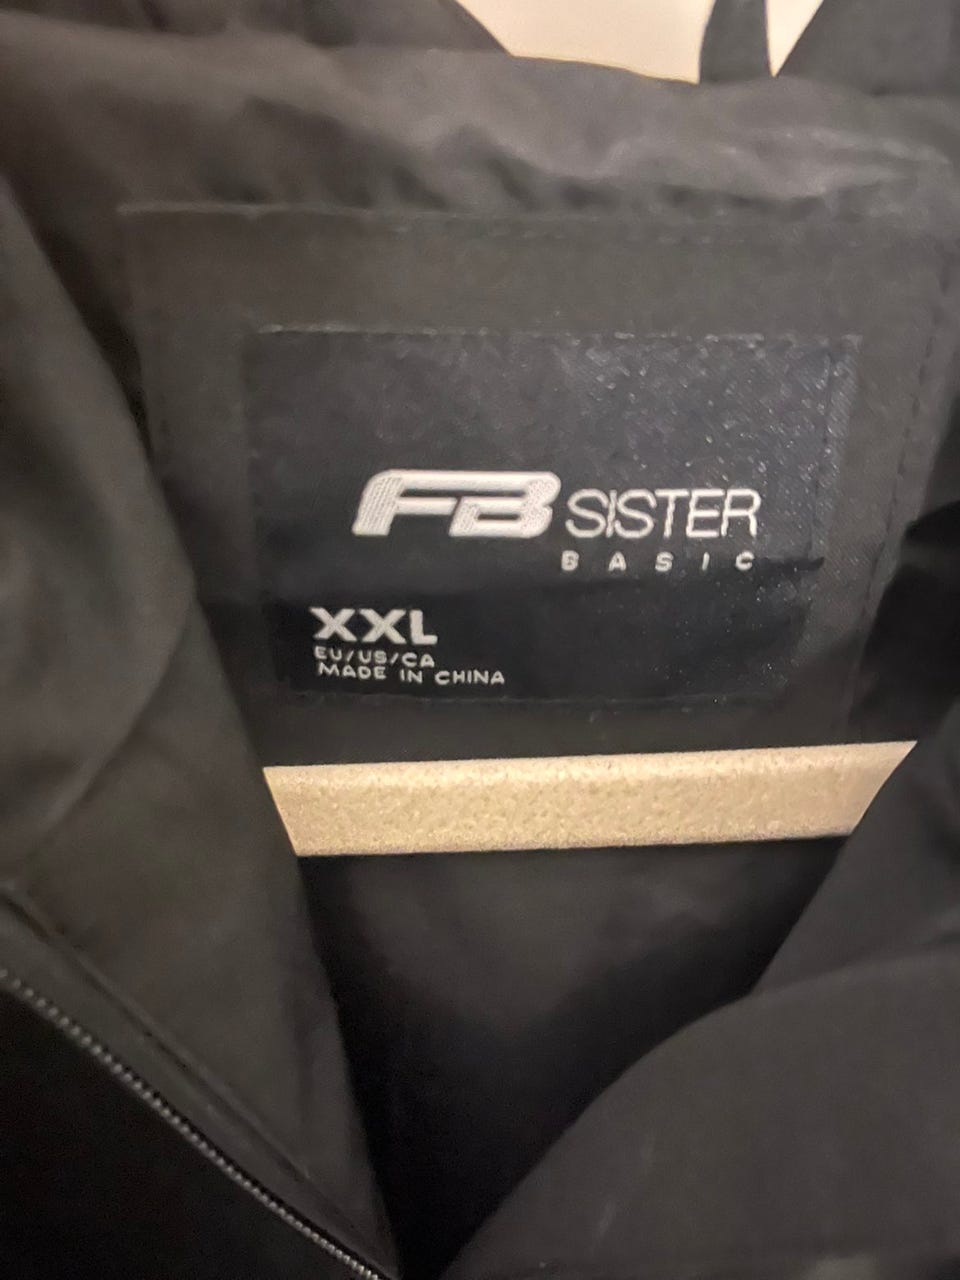 FB SISTER
BASIC
XXL
EU/US/CA
MADE IN CHINA